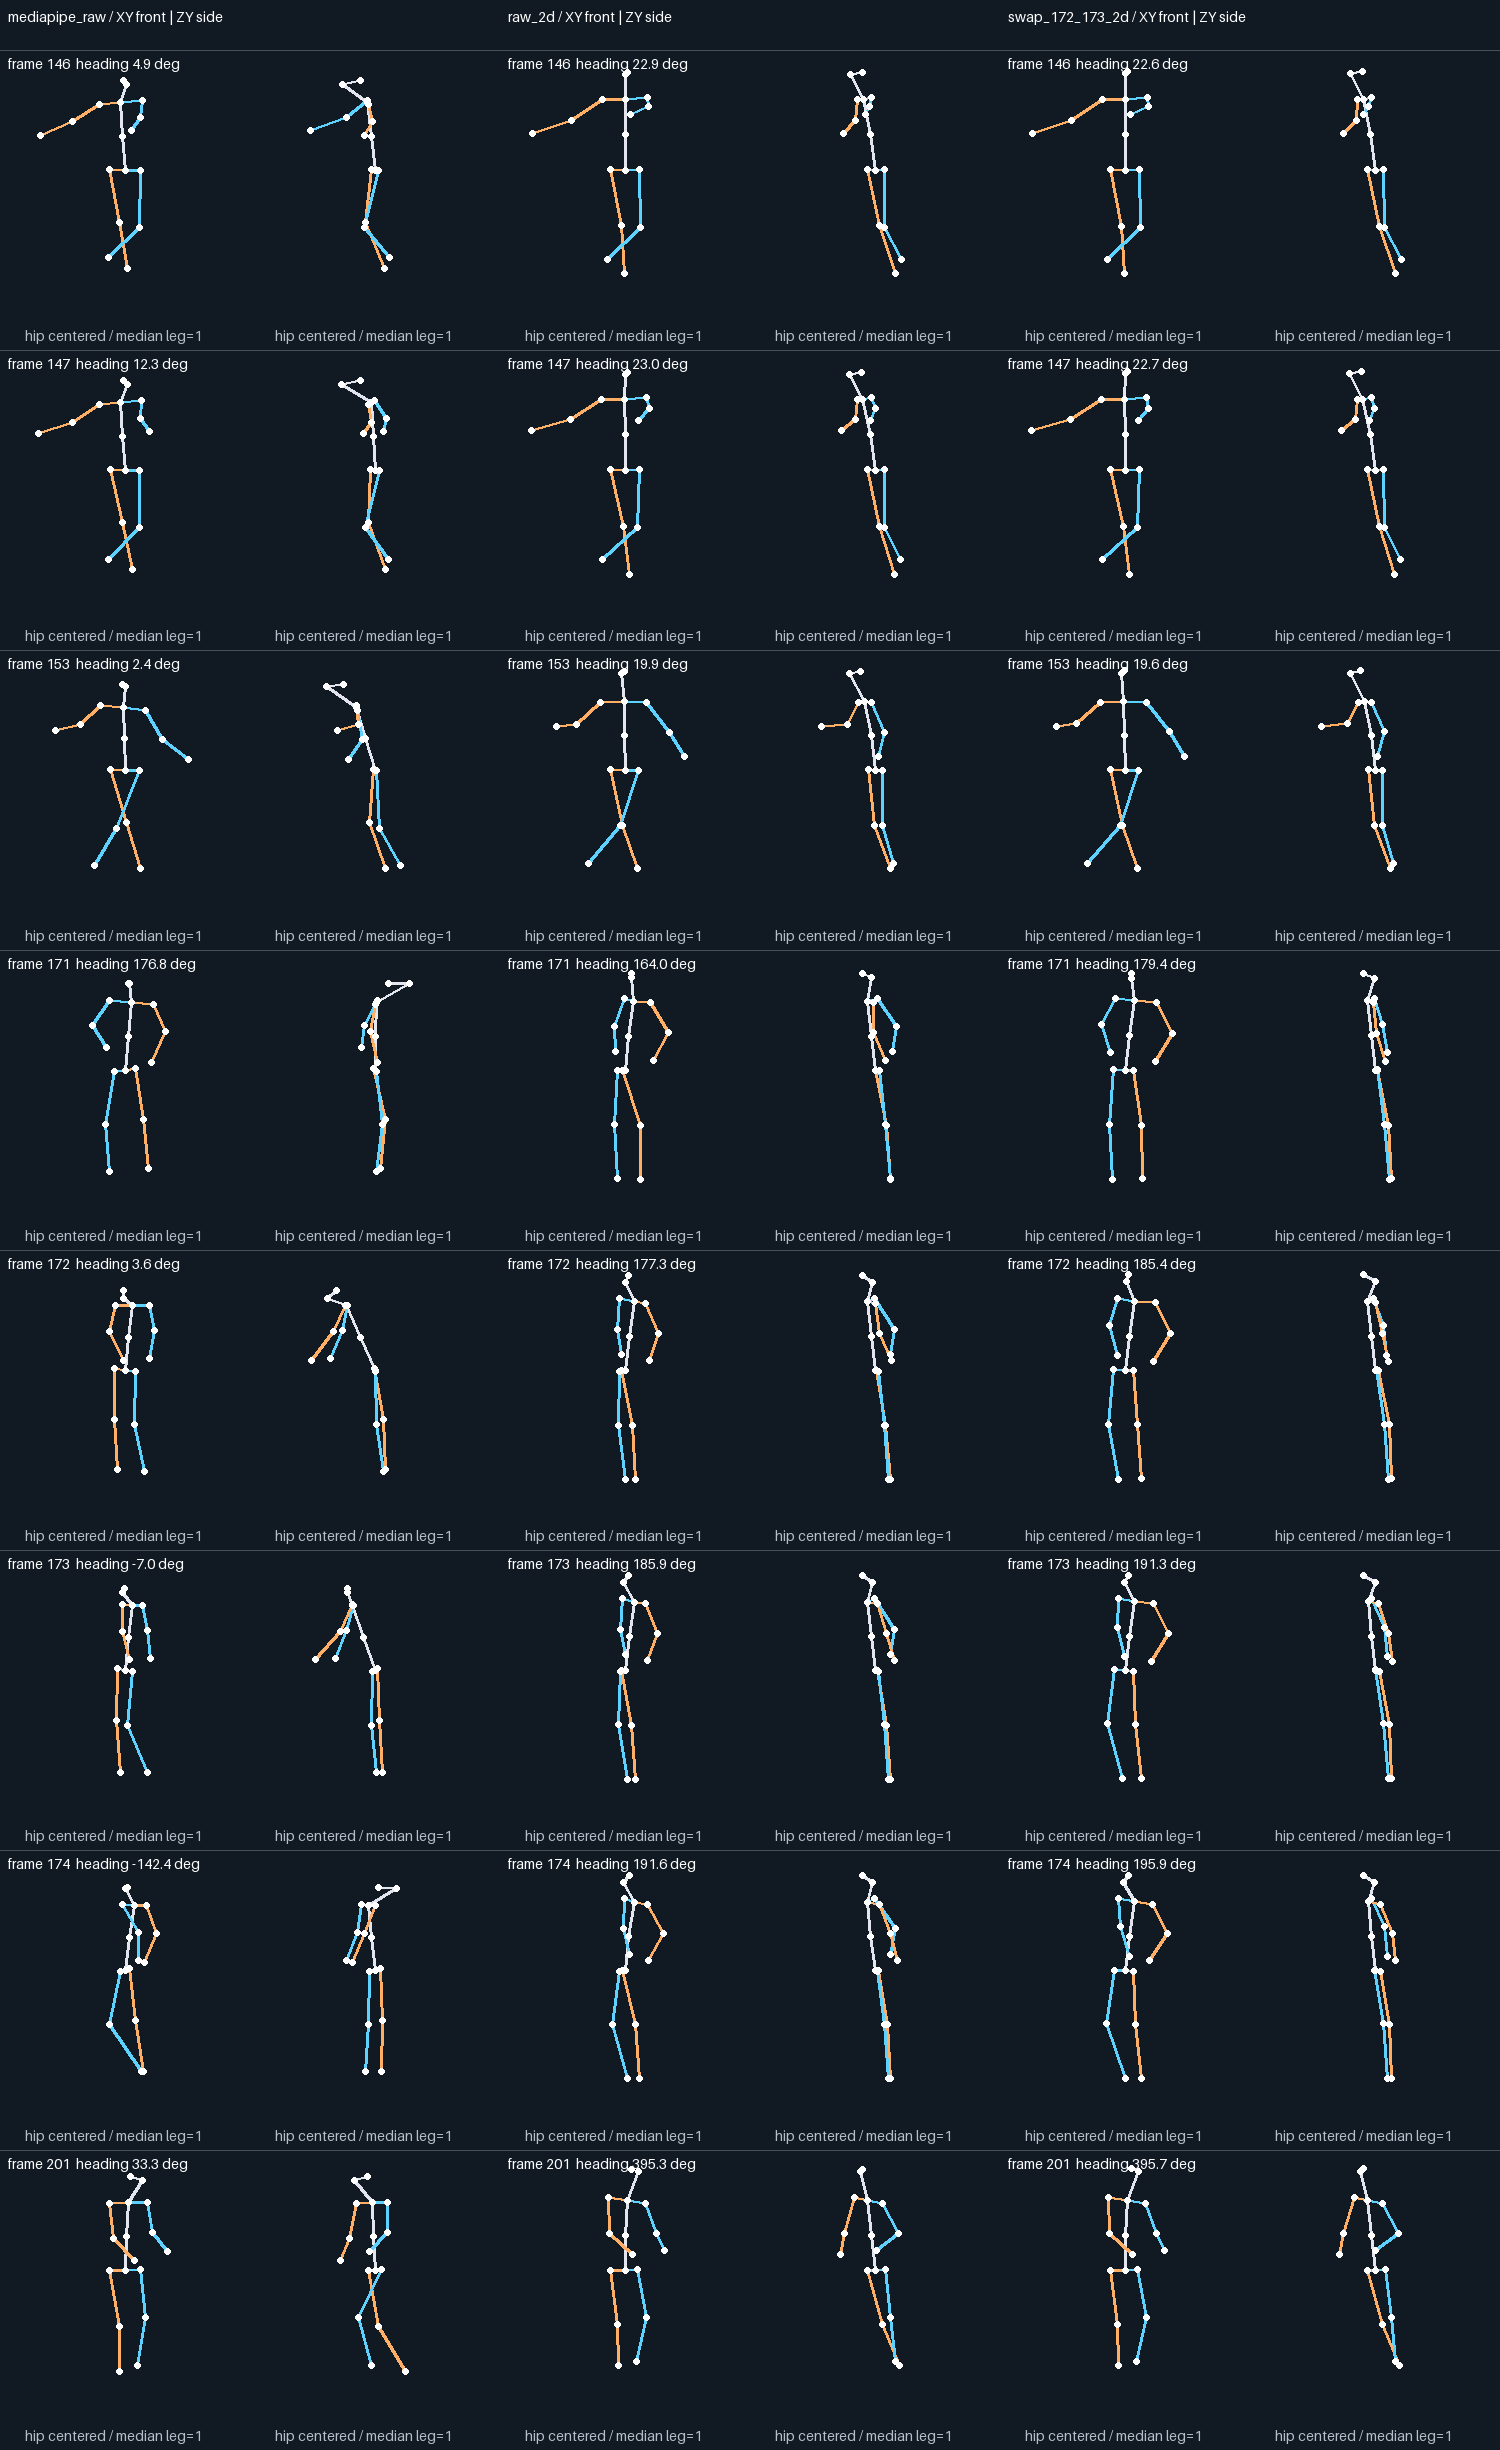 mediapipe_raw / XY front | ZY side raw_2d / XY front | ZY side swap_172_173_2d / XY front | ZY side
frame 146 heading 4.9 deg frame 146 heading 22.9 deg frame 146 heading 22.6 deg
hip centered / median leg=1 hip centered / median leg=1 hip centered / median leg=1 hip centered / median leg=1 hip centered / median leg=1 hip centered / median leg=1
frame 147 heading 12.3 deg frame 147 heading 23.0 deg frame 147 heading 22.7 deg
hip centered / median leg=1 hip centered / median leg=1 hip centered / median leg=1 hip centered / median leg=1 hip centered / median leg=1 hip centered / median leg=1
frame 153 heading 2.4 deg frame 153 heading 19.9 deg frame 153 heading 19.6 deg
hip centered / median leg=1 hip centered / median leg=1 hip centered / median leg=1 hip centered / median leg=1 hip centered / median leg=1 hip centered / median leg=1
frame 171 heading 176.8 deg frame 171 heading 164.0 deg frame 171 heading 179.4 deg
hip centered / median leg=1 hip centered / median leg=1 hip centered / median leg=1 hip centered / median leg=1 hip centered / median leg=1 hip centered / median leg=1
frame 172 heading 3.6 deg frame 172 heading 177.3 deg frame 172 heading 185.4 deg
hip centered / median leg=1 hip centered / median leg=1 hip centered / median leg=1 hip centered / median leg=1 hip centered / median leg=1 hip centered / median leg=1
frame 173 heading -7.0 deg frame 173 heading 185.9 deg frame 173 heading 191.3 deg
hip centered / median leg=1 hip centered / median leg=1 hip centered / median leg=1 hip centered / median leg=1 hip centered / median leg=1 hip centered / median leg=1
frame 174 heading -142.4 deg frame 174 heading 191.6 deg frame 174 heading 195.9 deg
hip centered / median leg=1 hip centered / median leg=1 hip centered / median leg=1 hip centered / median leg=1 hip centered / median leg=1 hip centered / median leg=1
frame 201 heading 33.3 deg frame 201 heading 395.3 deg frame 201 heading 395.7 deg
hip centered / median leg=1 hip centered / median leg=1 hip centered / median leg=1 hip centered / median leg=1 hip centered / median leg=1 hip centered / median leg=1